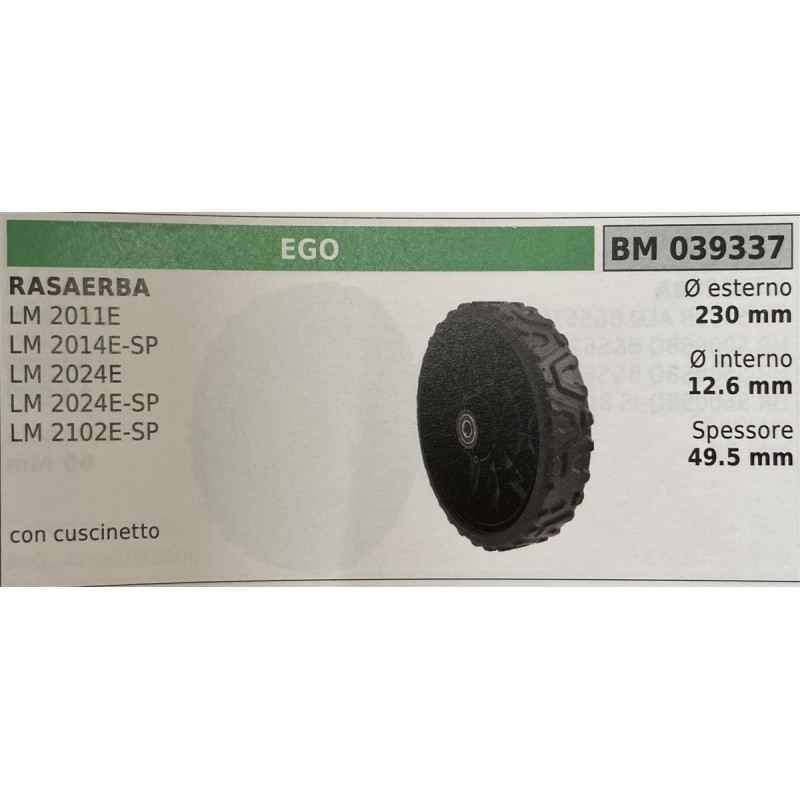 EGO
BM 039337
RASAERBA
LM 2011E
LM 2014E-SP
LM 2024E
LM 2024E-SP
LM 2102E-SP
con cuscinetto
Ø esterno
230 mm
Ø interno
12.6 mm
Spessore
49.5 mm